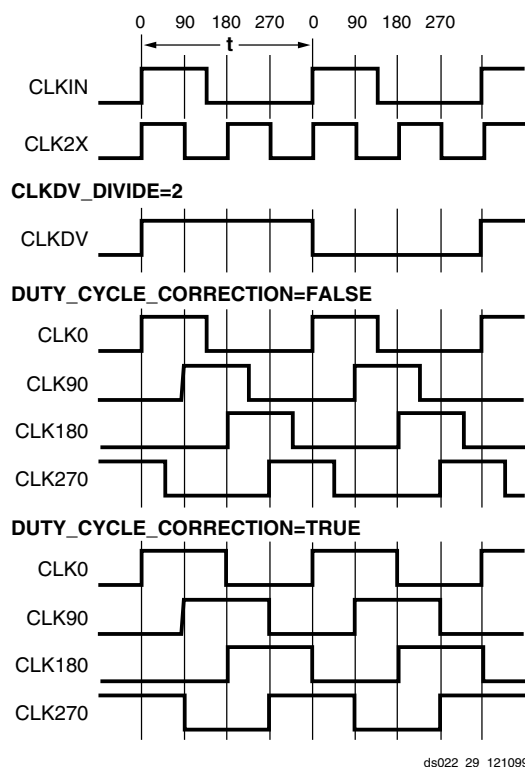 0 90 180 270 0 90 180 270
t
CLKIN
CLK2X
CLKDV_DIVIDE=2
CLKDV
DUTY_CYCLE_CORRECTION=FALSE
CLK0
CLK90
CLK180
CLK270
DUTY_CYCLE_CORRECTION=TRUE
CLK0
CLK90
CLK180
CLK270
ds022_29_121099